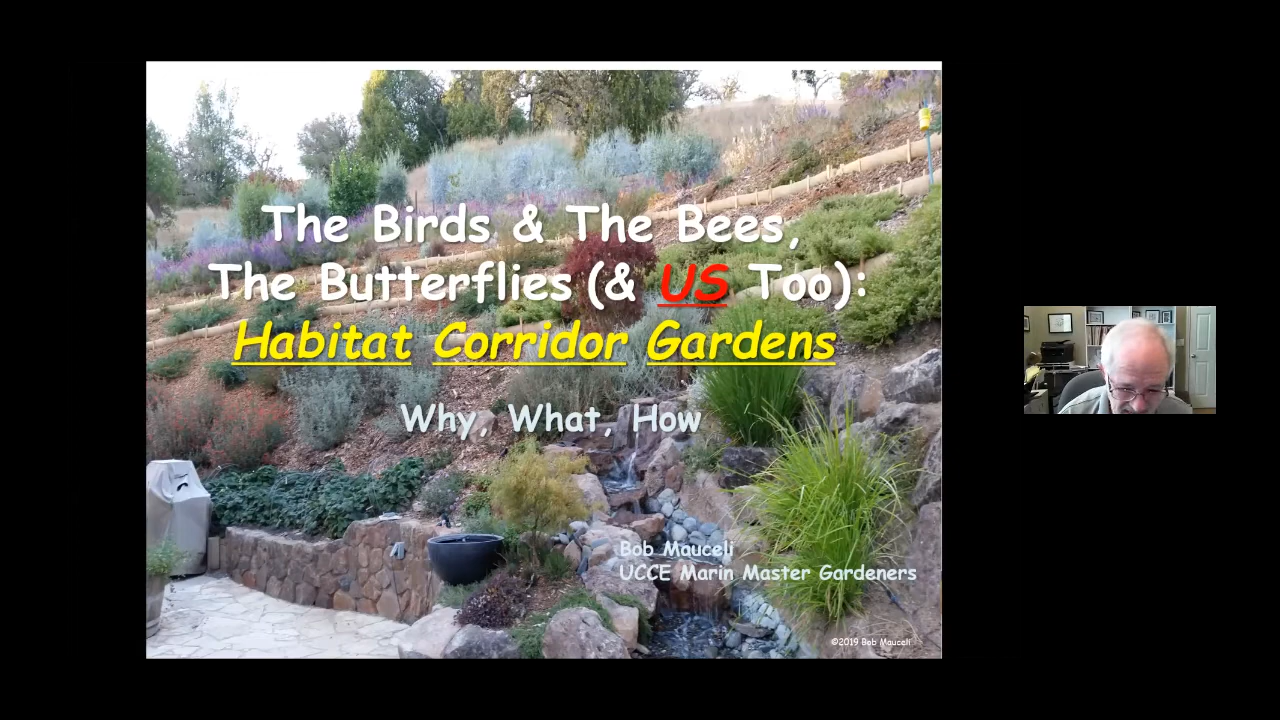 The Birds & The Bees,
The Butterflies (& US Too):
Habitat Corridor Gardens
Why, What, How
Bob Mauceli
UCCE Marin Master Gardeners
©2019 Bob Mauceli